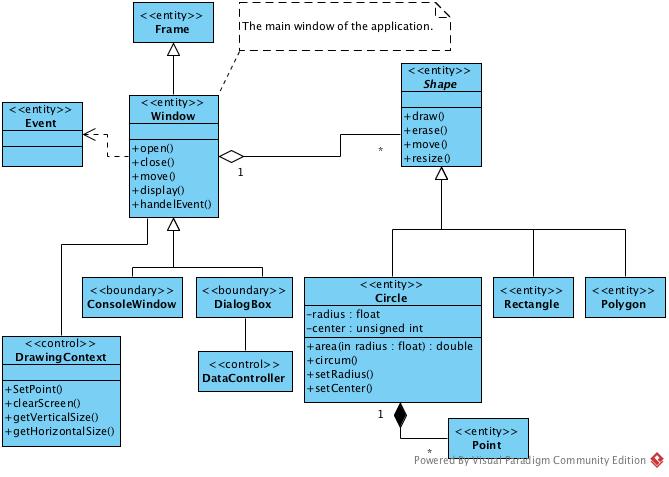 <<entity>>
Frame
The main window of the application.
<<entity>>
Shape
+draw()
+erase()
+move()
+resize()
<<entity>>
Event
<<entity>>
Window
+open()
+close()
+move()
+display()
+handelEvent()
1
*
<<boundary>>
ConsoleWindow
<<boundary>>
DialogBox
<<entity>>
Circle
-radius : float
-center : unsigned int
+area(in radius : float) : double
+circum()
+setRadius()
+setCenter()
<<entity>>
Rectangle
<<entity>>
Polygon
<<control>>
DrawingContext
+SetPoint()
+clearScreen()
+getVerticalSize()
+getHorizontalSize()
<<control>>
DataController
1
*
<<entity>>
Point
Powered By Visual Paradigm Community Edition